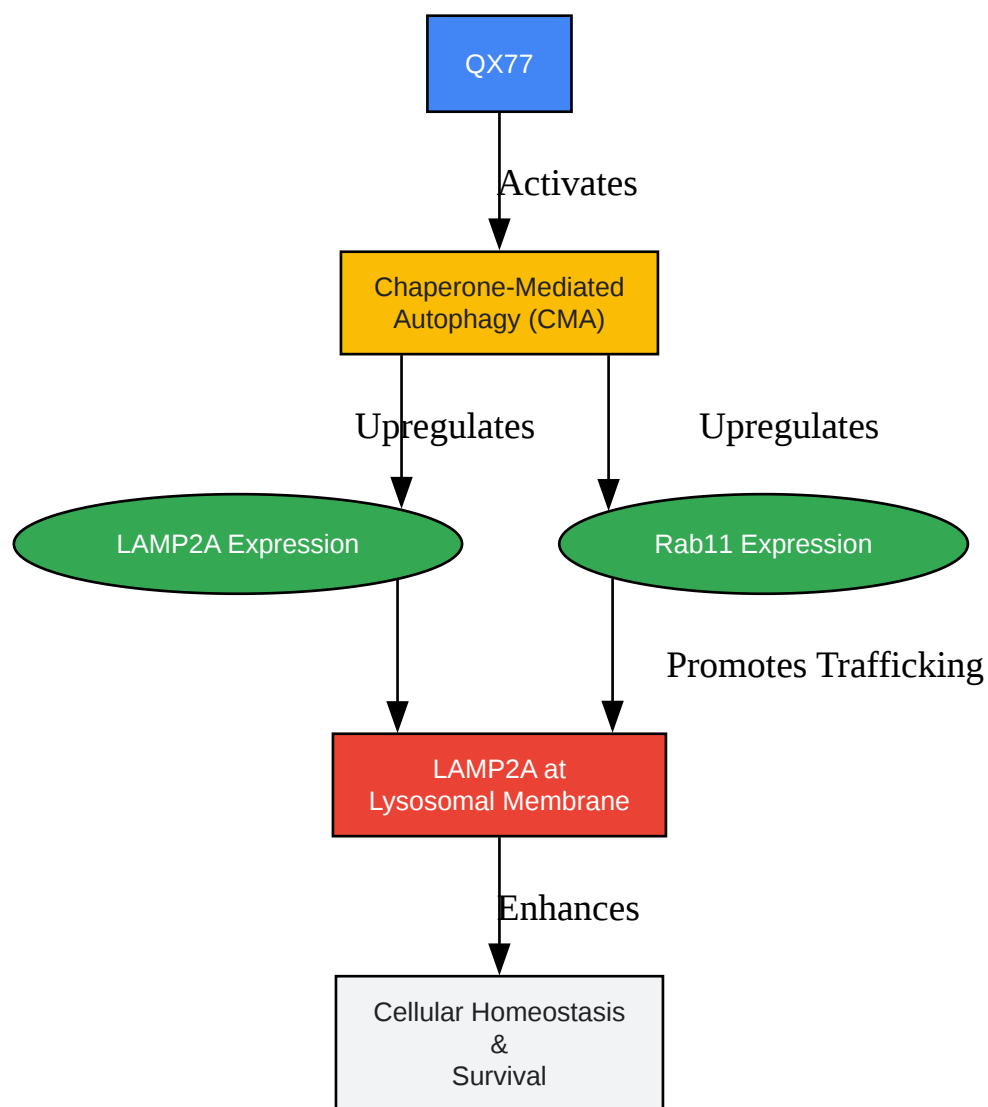 QX77
Activates
Chaperone-Mediated
Autophagy (CMA)
Upregulates
Upregulates
LAMP2A Expression
Rab11 Expression
Promotes Trafficking
LAMP2A at
Lysosomal Membrane
Enhances
Cellular Homeostasis
&
Survival